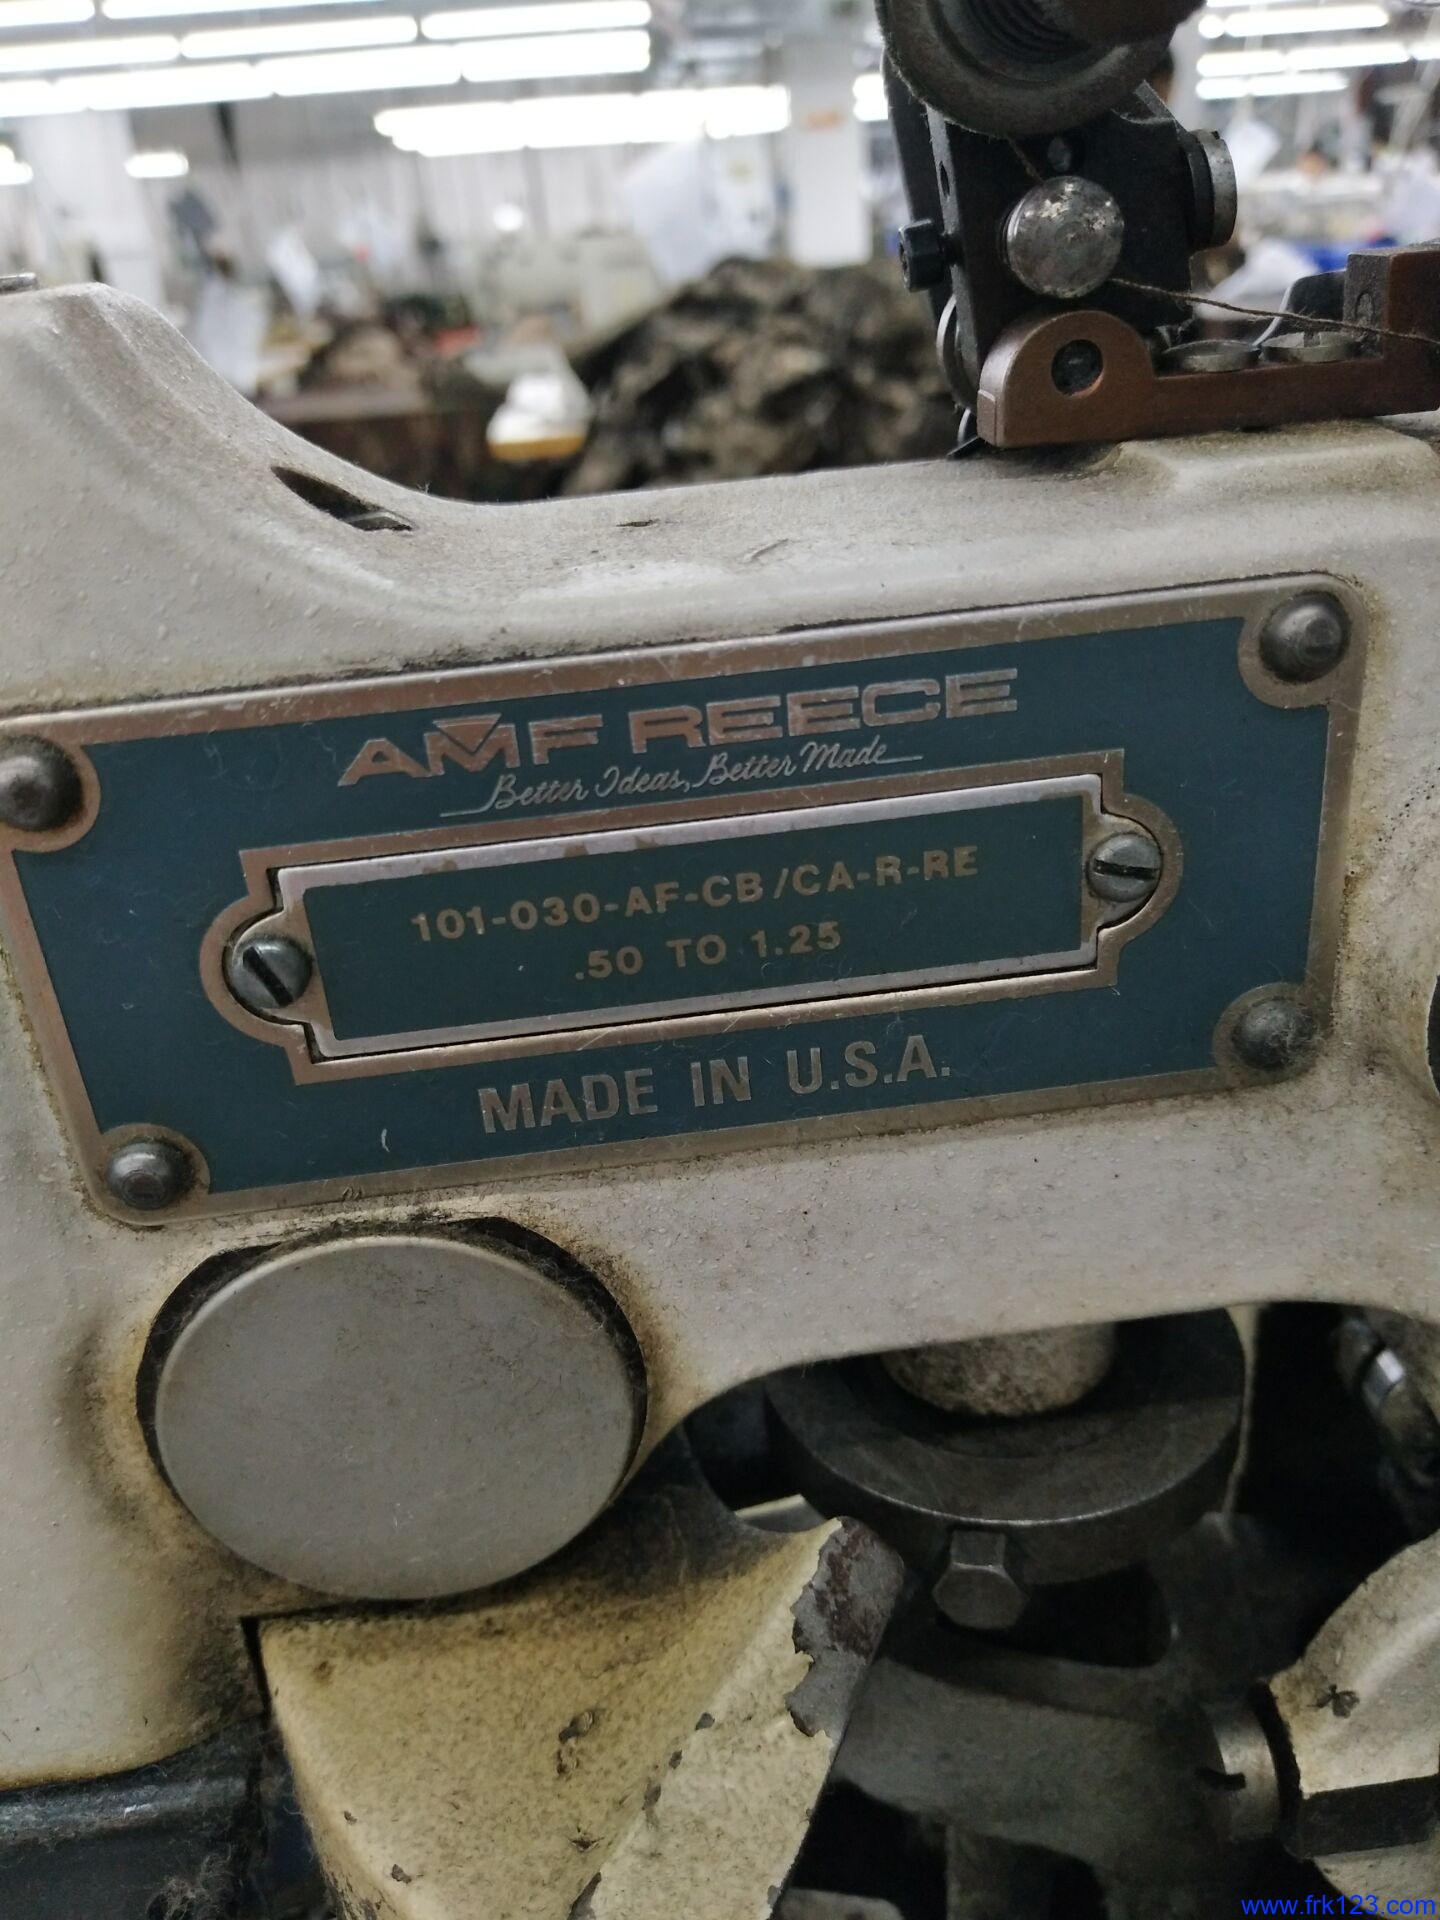 AMF REECE
Better Ideas, Better Made
101-030-AF-CB/CA-R-RE
.50 TO 1.25
MADE IN U.S.A.
www.frk123.com